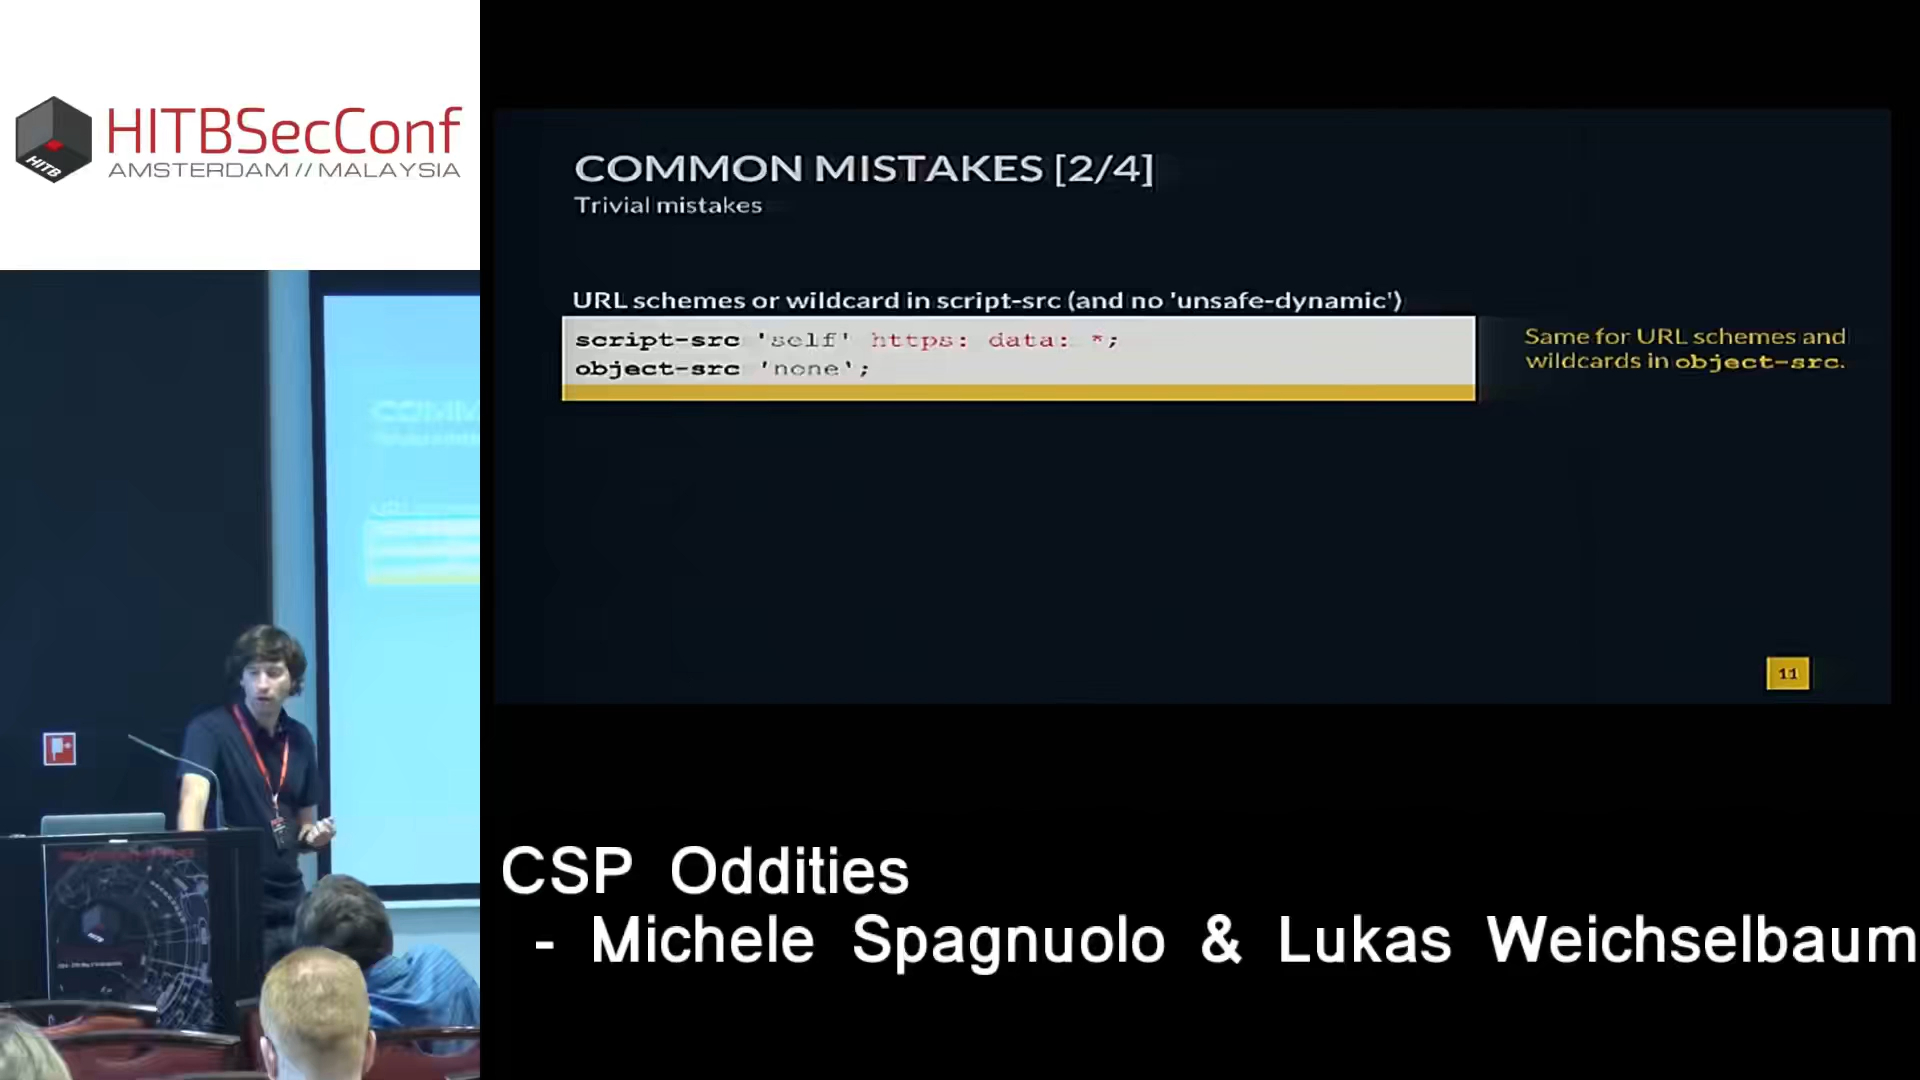 HITBSecConf
AMSTERDAM // MALAYSIA
HITB
COMMON MISTAKES [2/4]
Trivial mistakes
URL schemes or wildcard in script-src (and no 'unsafe-dynamic')
script-src 'self' https: data: *;
object-src 'none';
Same for URL schemes and
wildcards in object-src.
11
CSP Oddities
- Michele Spagnuolo & Lukas Weichselbaum